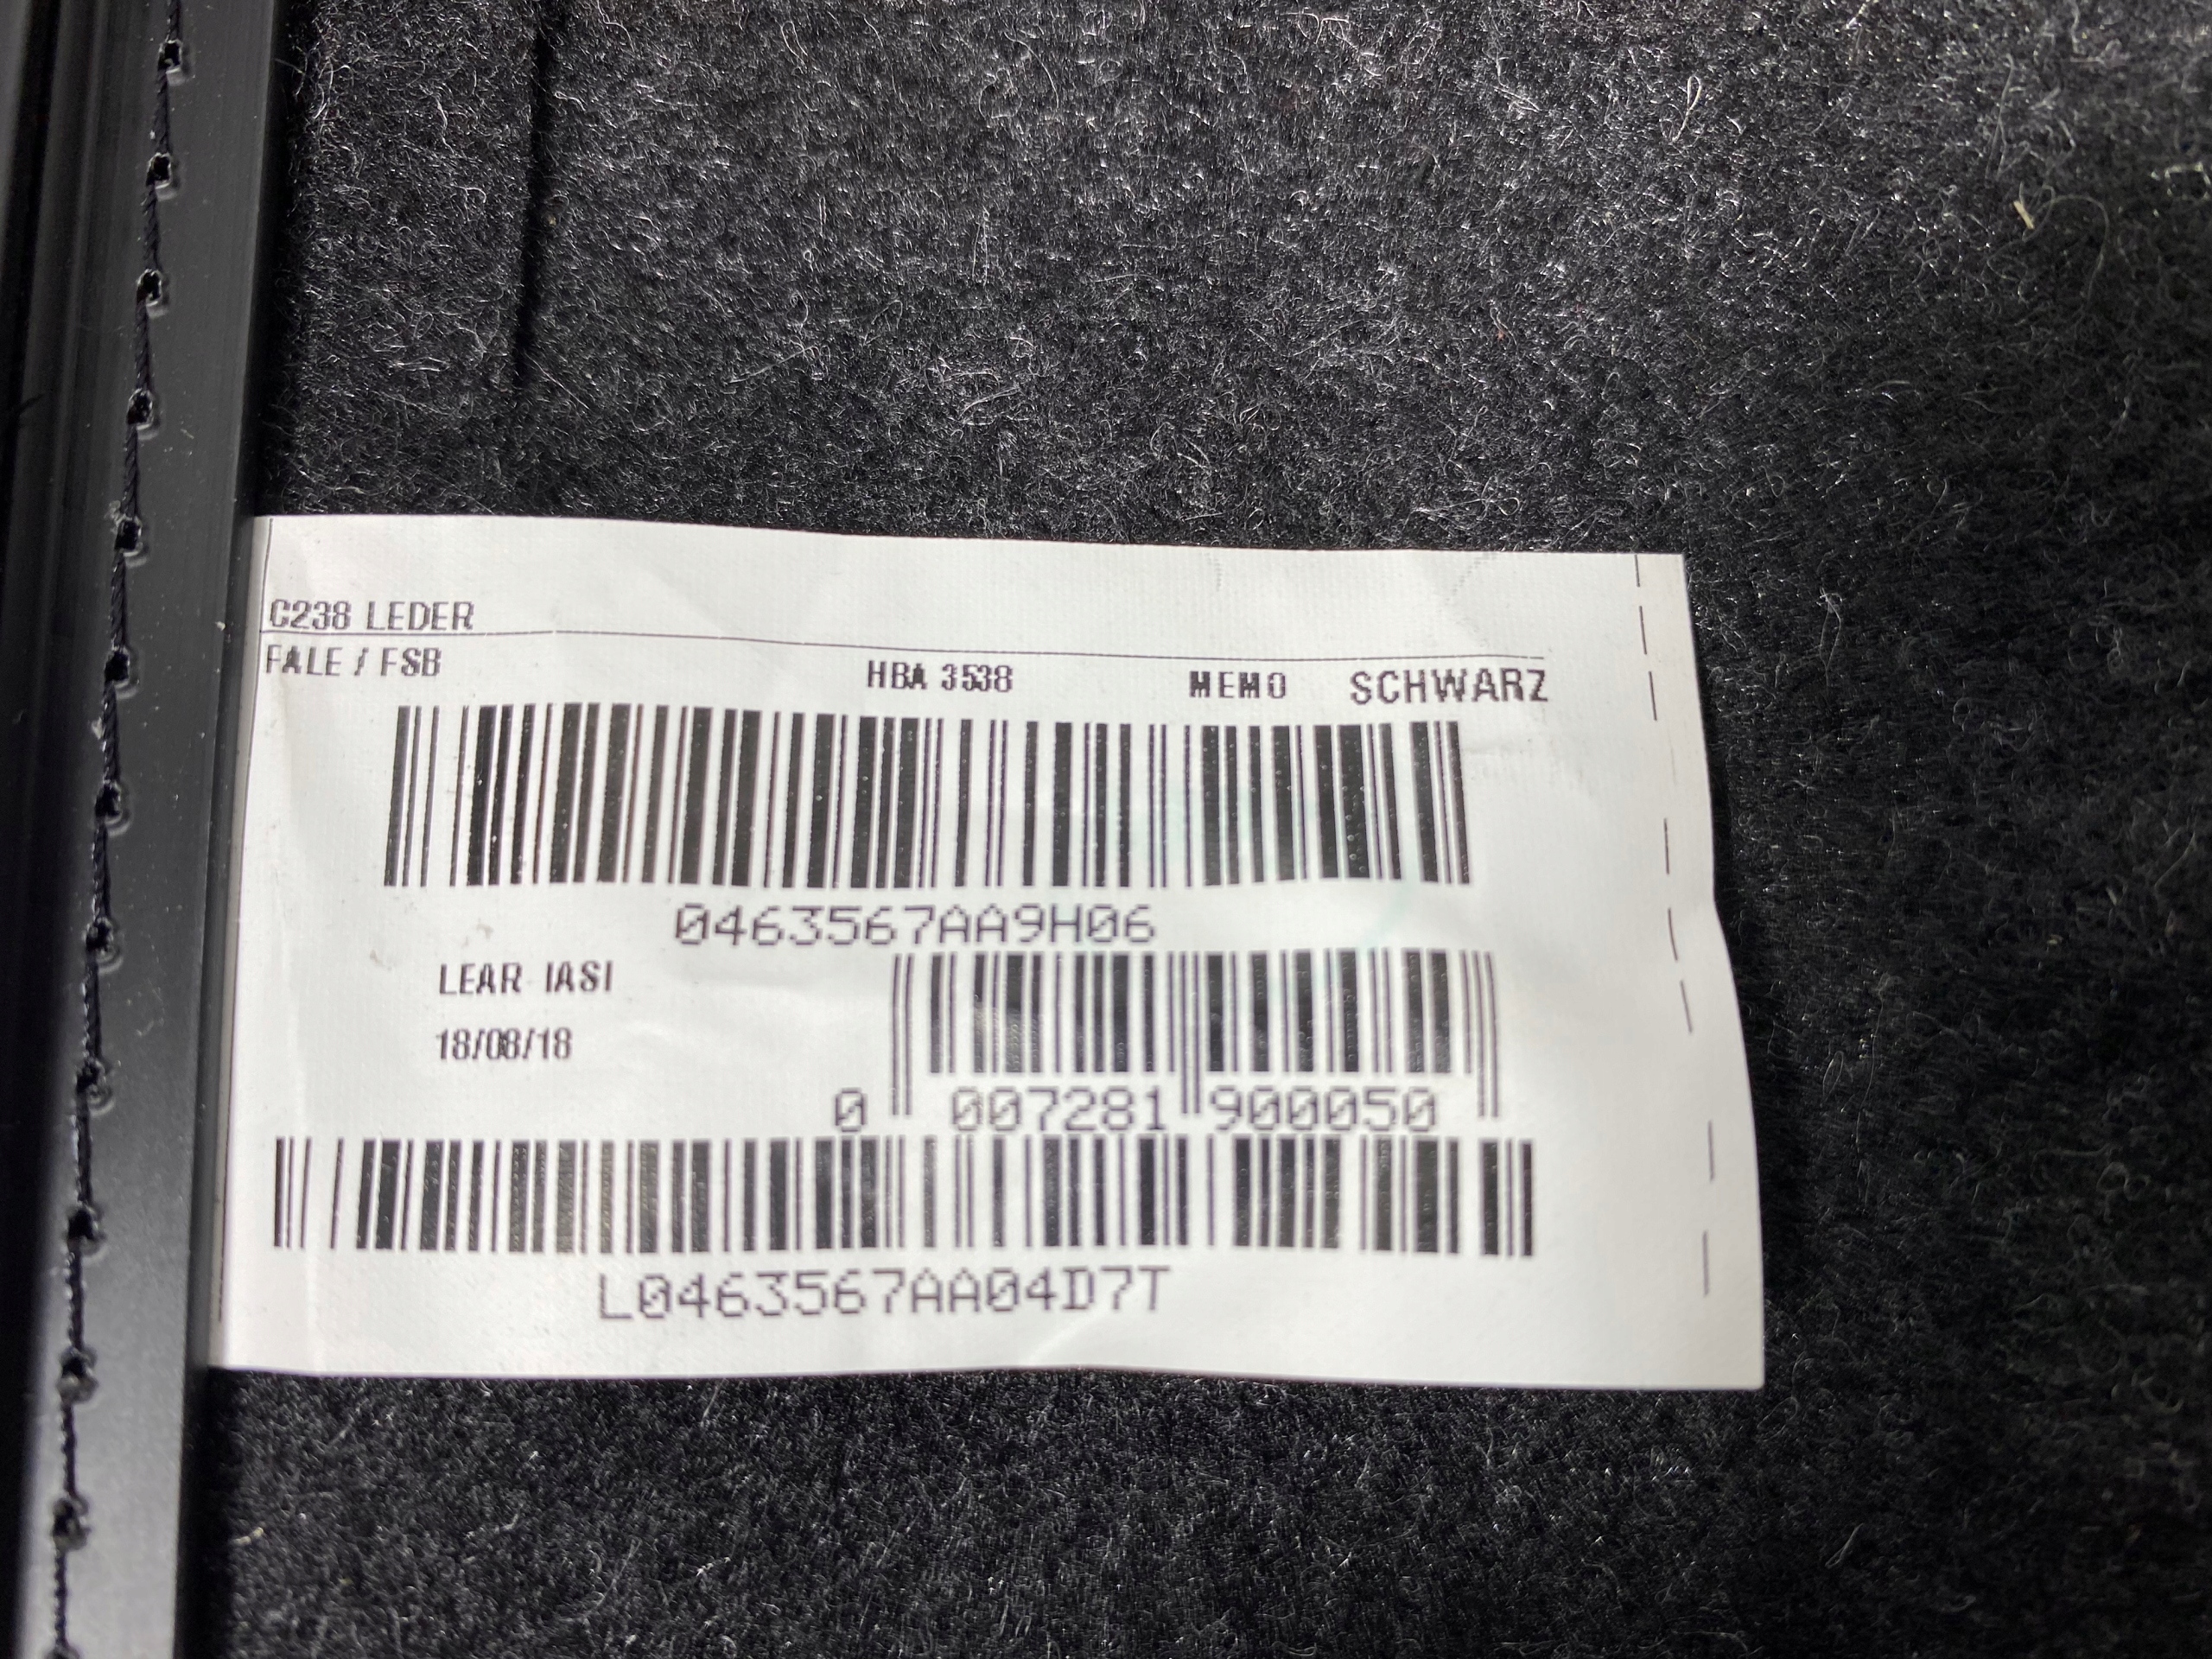 C238 LEDER
FALE / FSB HBA 3538 MEMO SCHWARZ
0463567AA9H06
LEAR IASI
18/08/18
0 007281 900050
L0463567AA04D7T